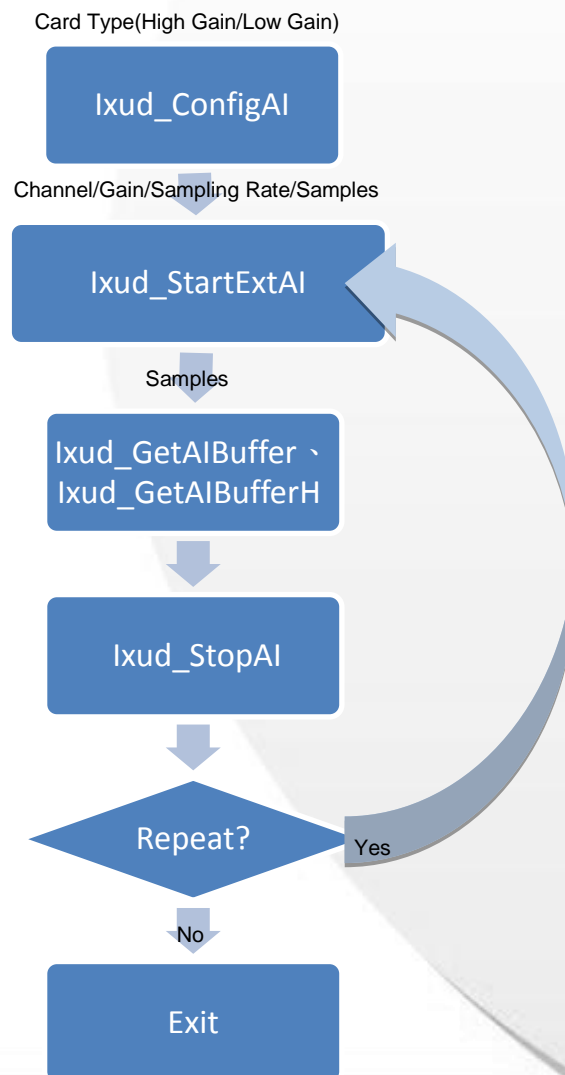 Card Type(High Gain/Low Gain)
Ixud_ConfigAI
Channel/Gain/Sampling Rate/Samples
Ixud_StartExtAI
Samples
Ixud_GetAIBuffer、
Ixud_GetAIBufferH
Ixud_StopAI
Repeat?
Yes
No
Exit